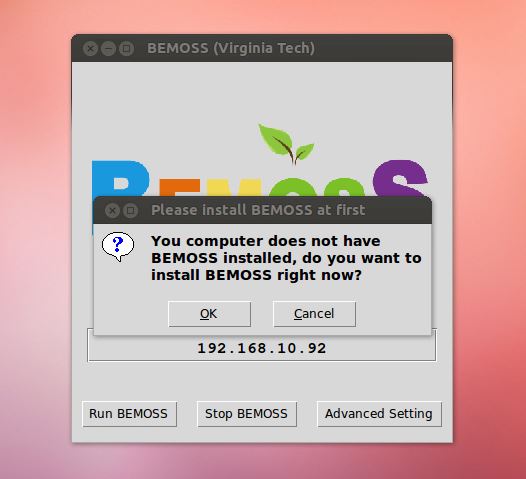 BEMOSS (Virginia Tech)
BEMOSS
Please install BEMOSS at first
You computer does not have
BEMOSS installed, do you want to
install BEMOSS right now?
OK Cancel
192.168.10.92
Run BEMOSS Stop BEMOSS Advanced Setting